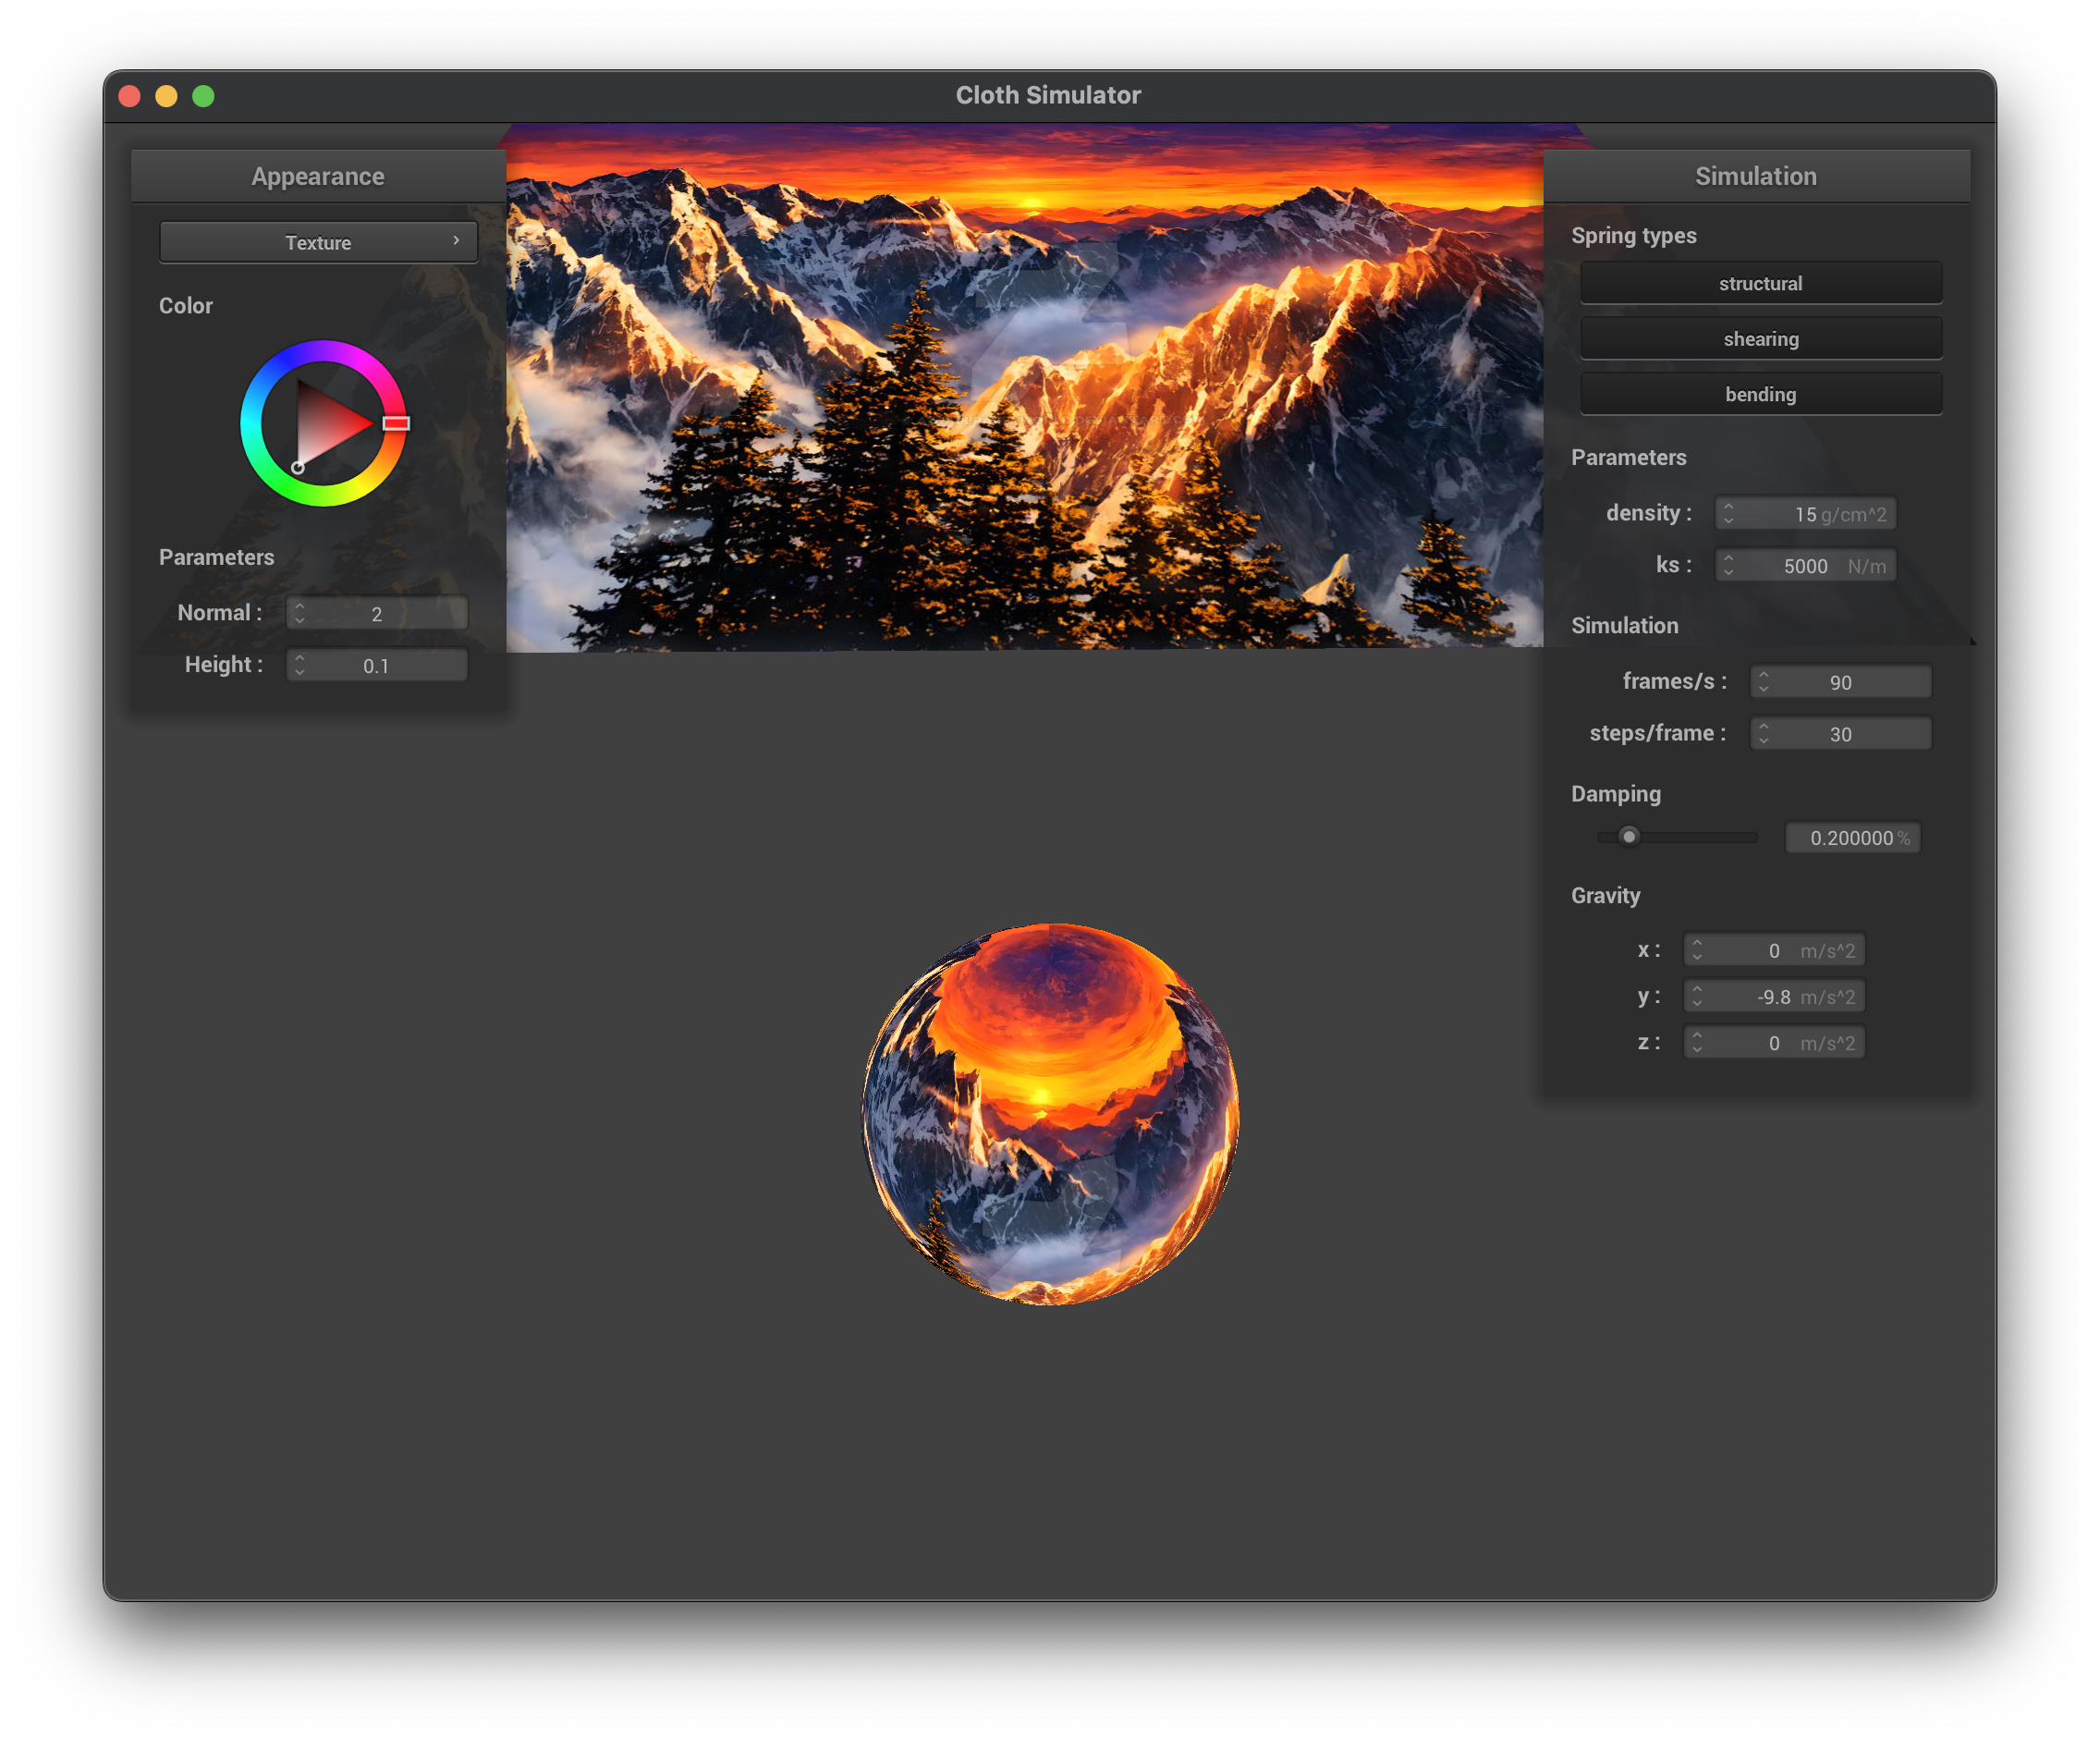 Cloth Simulator
Appearance
Texture
Color
Parameters
Normal : 2
Height : 0.1
Simulation
Spring types
structural
shearing
bending
Parameters
density : 15 g/cm^2
ks : 5000 N/m
Simulation
frames/s : 90
steps/frame : 30
Damping
0.200000 %
Gravity
x : 0 m/s^2
y : -9.8 m/s^2
z : 0 m/s^2